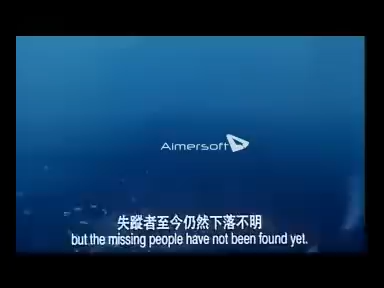 Aimersoft
失蹤者至今仍然下落不明
but the missing people have not been found yet.